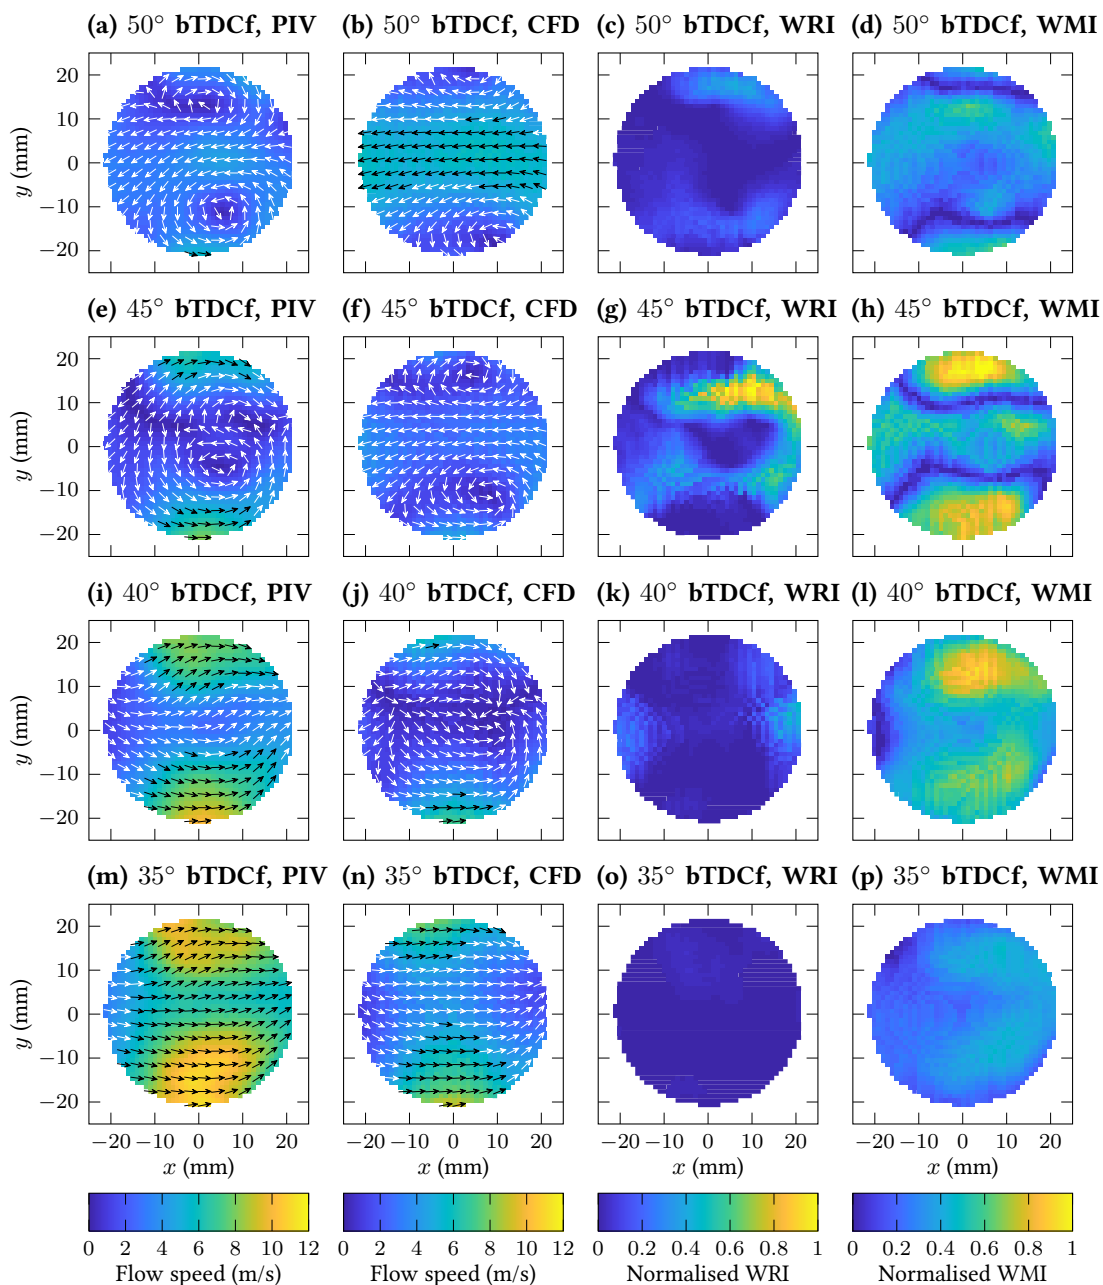 (a) 50° bTDCf, PIV (b) 50° bTDCf, CFD (c) 50° bTDCf, WRI (d) 50° bTDCf, WMI
20
10
0
−10
−20
y (mm)
(e) 45° bTDCf, PIV (f) 45° bTDCf, CFD (g) 45° bTDCf, WRI (h) 45° bTDCf, WMI
20
10
0
−10
−20
y (mm)
(i) 40° bTDCf, PIV (j) 40° bTDCf, CFD (k) 40° bTDCf, WRI (l) 40° bTDCf, WMI
20
10
0
−10
−20
y (mm)
(m) 35° bTDCf, PIV (n) 35° bTDCf, CFD (o) 35° bTDCf, WRI (p) 35° bTDCf, WMI
20
10
0
−10
−20
y (mm)
−20 −10 0 10 20 −20 −10 0 10 20 −20 −10 0 10 20 −20 −10 0 10 20
x (mm) x (mm) x (mm) x (mm)
0 2 4 6 8 10 12 0 2 4 6 8 10 12 0 0.2 0.4 0.6 0.8 1 0 0.2 0.4 0.6 0.8 1
Flow speed (m/s) Flow speed (m/s) Normalised WRI Normalised WMI